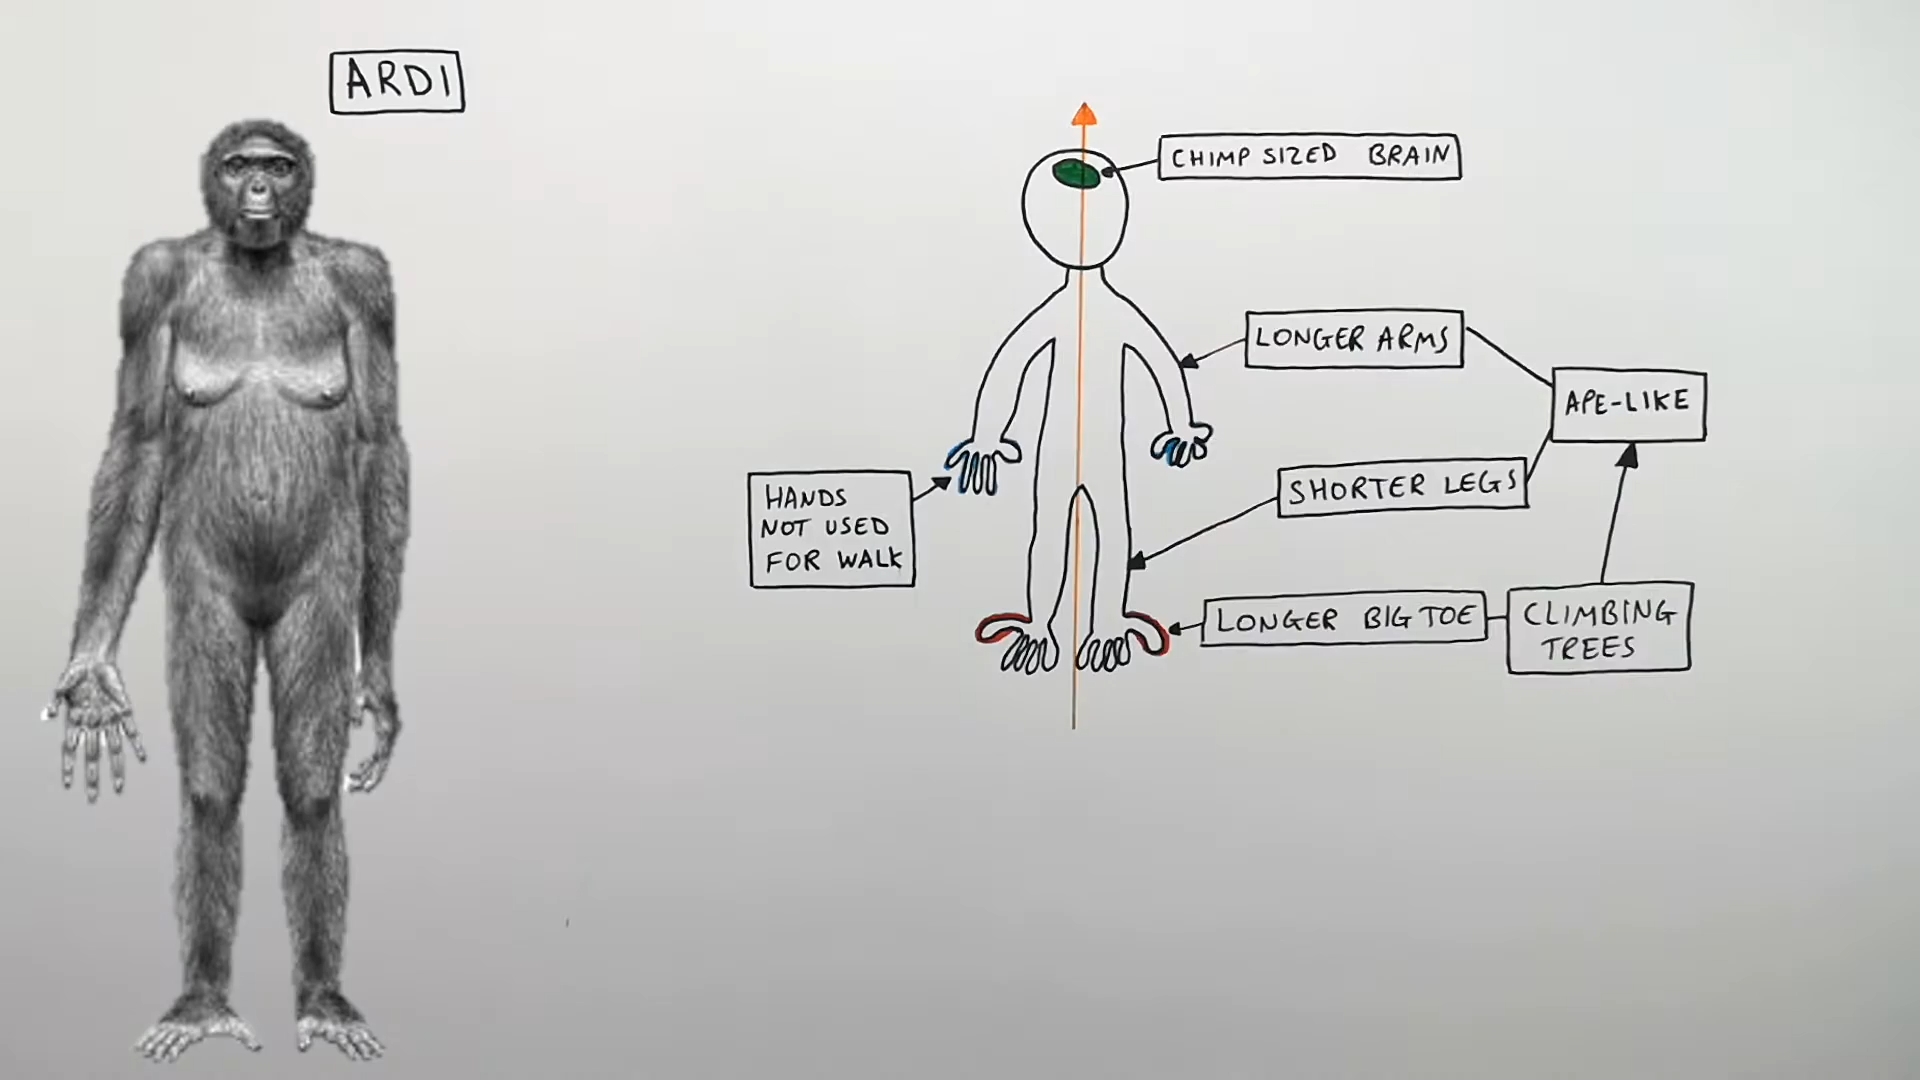 ARDI
CHIMP SIZED BRAIN
LONGER ARMS
APE-LIKE
SHORTER LEGS
HANDS
NOT USED
FOR WALK
LONGER BIG TOE
CLIMBING
TREES